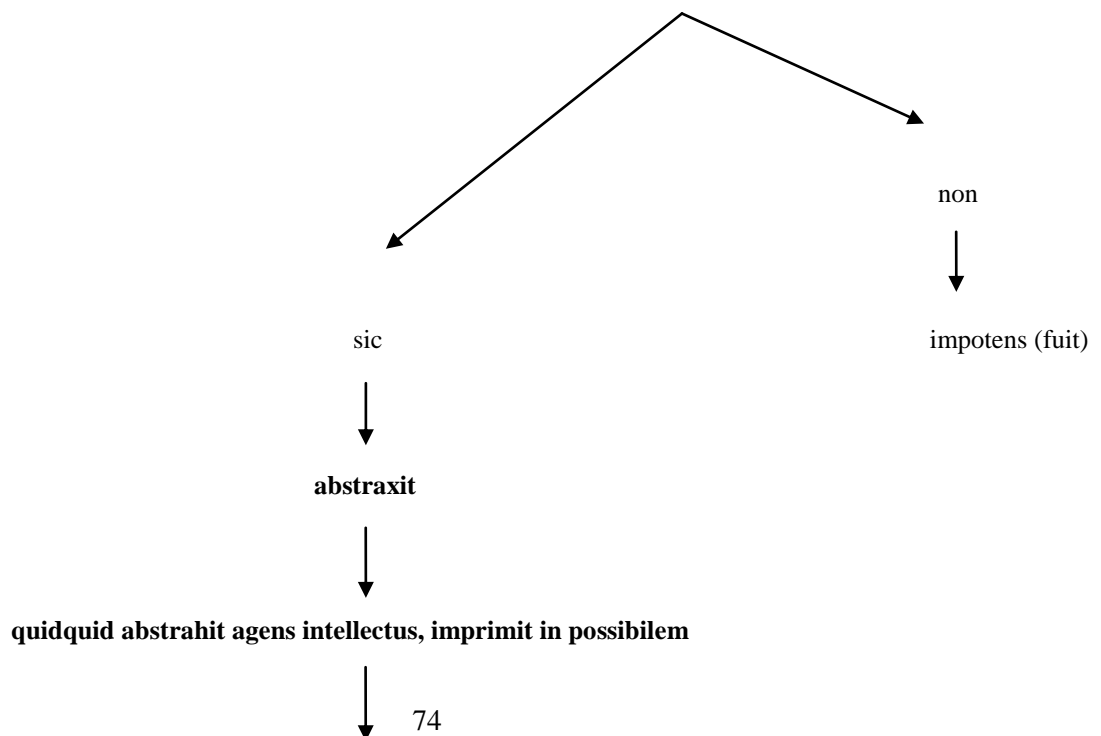 non
sic
impotens (fuit)
abstraxit
quidquid abstrahit agens intellectus, imprimit in possibilem
74